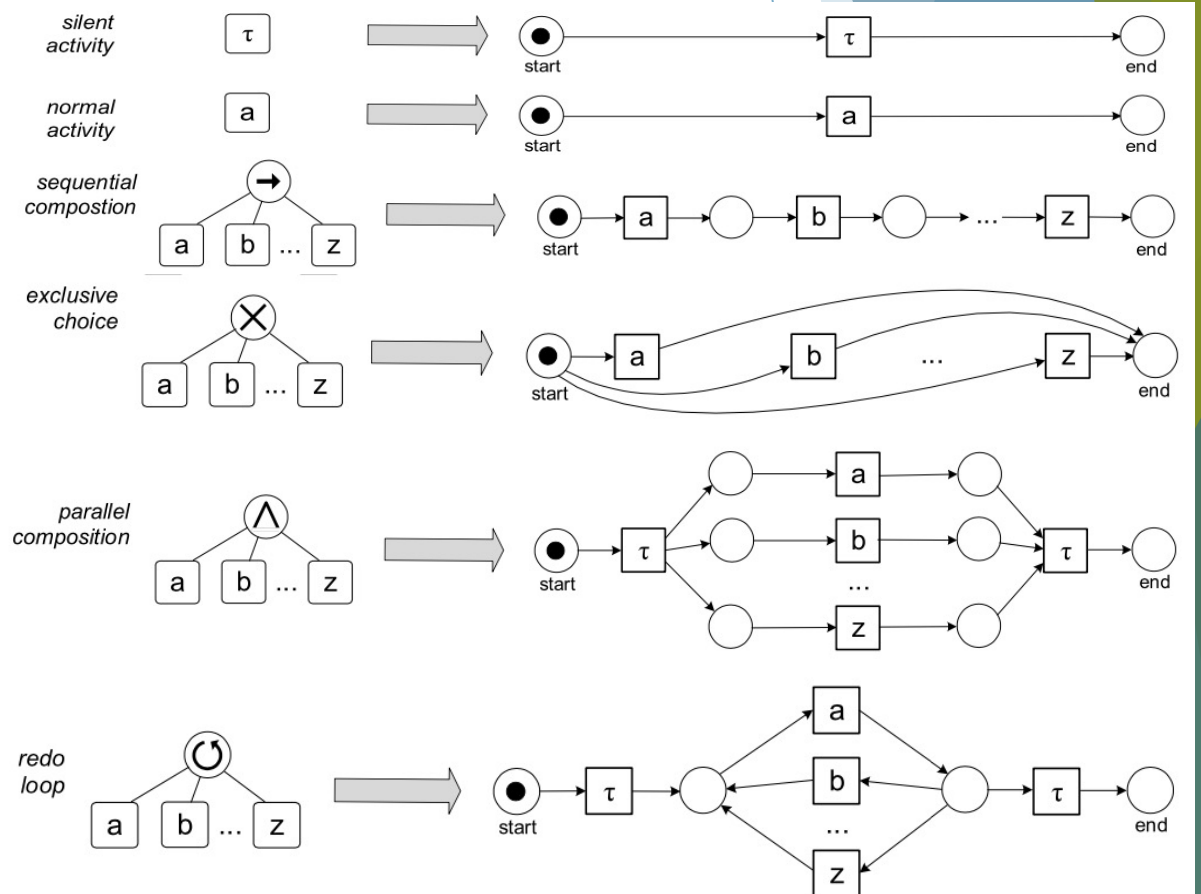 silent
activity
τ
τ
start
end
normal
activity
a
a
start
end
sequential
compostion
→
a b ... z
a b ... z
start
end
exclusive
choice
×
a b ... z
a b ... z
start
end
parallel
composition
∧
a b ... z
a
τ b τ
...
z
start
end
redo
loop
↺
a b ... z
a
τ b τ
...
z
start
end